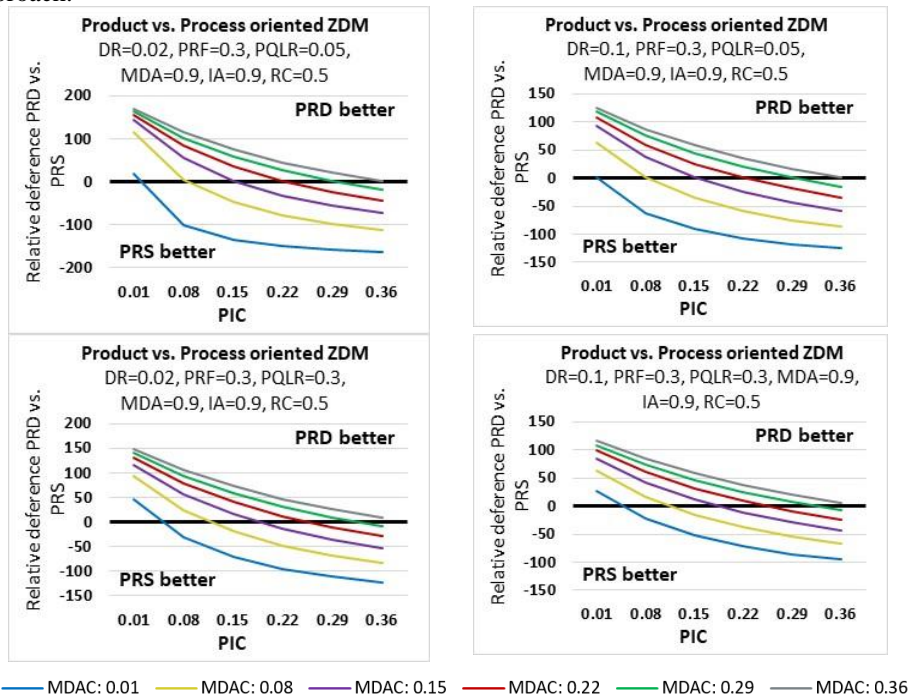 Product vs. Process oriented ZDM
DR=0.02, PRF=0.3, PQLR=0.05,
MDA=0.9, IA=0.9, RC=0.5
Relative deference PRD vs.
PRS
200
100
0
-100
-200
PRD better
PRS better
0.01 0.08 0.15 0.22 0.29 0.36
PIC
Product vs. Process oriented ZDM
DR=0.1, PRF=0.3, PQLR=0.05,
MDA=0.9, IA=0.9, RC=0.5
Relative deference PRD vs.
PRS
150
100
50
0
-50
-100
-150
PRD better
PRS better
0.01 0.08 0.15 0.22 0.29 0.36
PIC
Product vs. Process oriented ZDM
DR=0.02, PRF=0.3, PQLR=0.3,
MDA=0.9, IA=0.9, RC=0.5
Relative deference PRD vs.
PRS
200
150
100
50
0
-50
-100
-150
PRD better
PRS better
0.01 0.08 0.15 0.22 0.29 0.36
PIC
Product vs. Process oriented ZDM
DR=0.1, PRF=0.3, PQLR=0.3, MDA=0.9,
IA=0.9, RC=0.5
Relative deference PRD vs.
PRS
150
100
50
0
-50
-100
-150
PRD better
PRS better
0.01 0.08 0.15 0.22 0.29 0.36
PIC
MDAC: 0.01 MDAC: 0.08 MDAC: 0.15 MDAC: 0.22 MDAC: 0.29 MDAC: 0.36